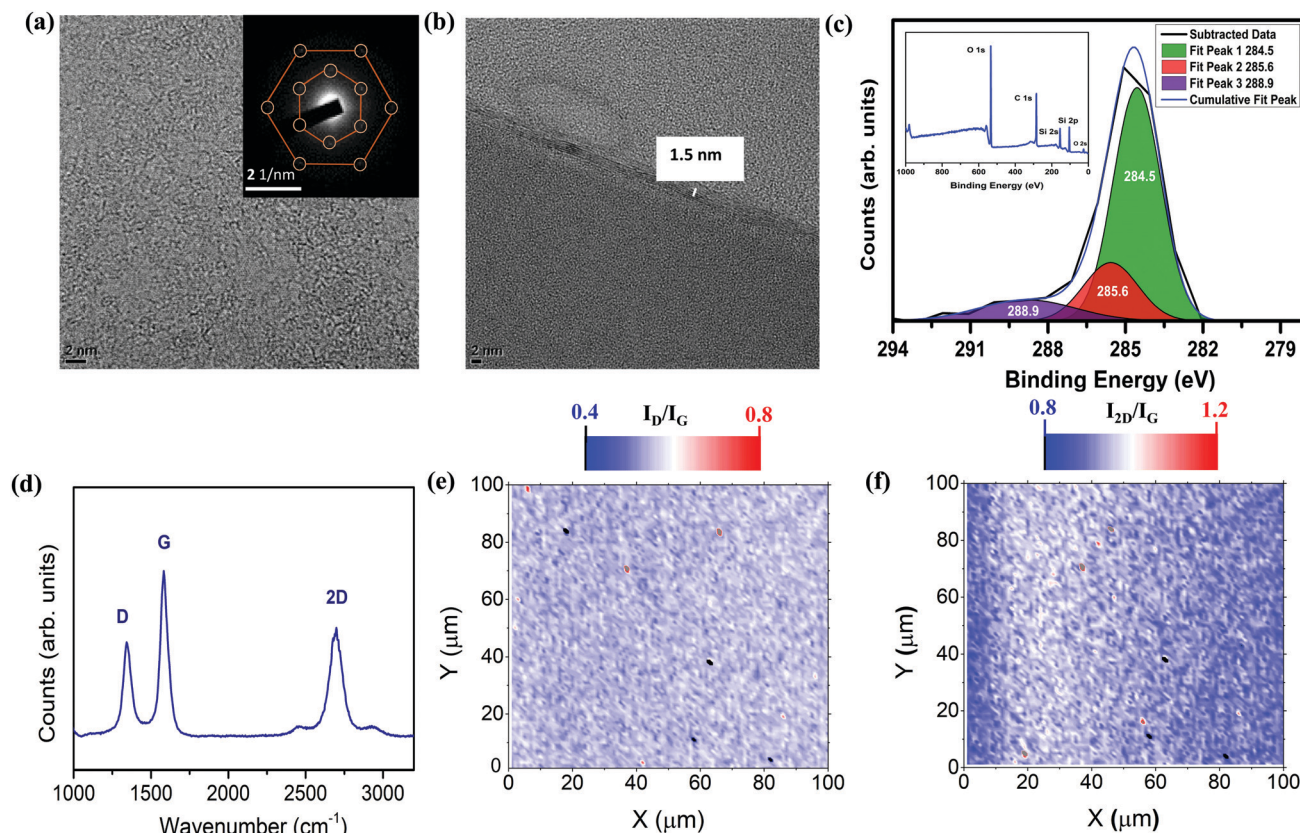 (a)
2 1/nm
2 nm
(b)
1.5 nm
2 nm
(c)
Counts (arb. units)
Subtracted Data
Fit Peak 1 284.5
Fit Peak 2 285.6
Fit Peak 3 288.9
Cumulative Fit Peak
O 1s
C 1s
Si 2s
Si 2p
O 2s
1000 800 600 400 200 0
Binding Energy (eV)
284.5
285.6
288.9
294 291 288 285 282 279
Binding Energy (eV)
(d)
Counts (arb. units)
D
G
2D
1000 1500 2000 2500 3000
Wavenumber (cm⁻¹)
0.4 I_D/I_G 0.8
(e)
Y (μm)
100
80
60
40
20
0
0 20 40 60 80 100
X (μm)
0.8 I_2D/I_G 1.2
(f)
Y (μm)
100
80
60
40
20
0
0 20 40 60 80 100
X (μm)